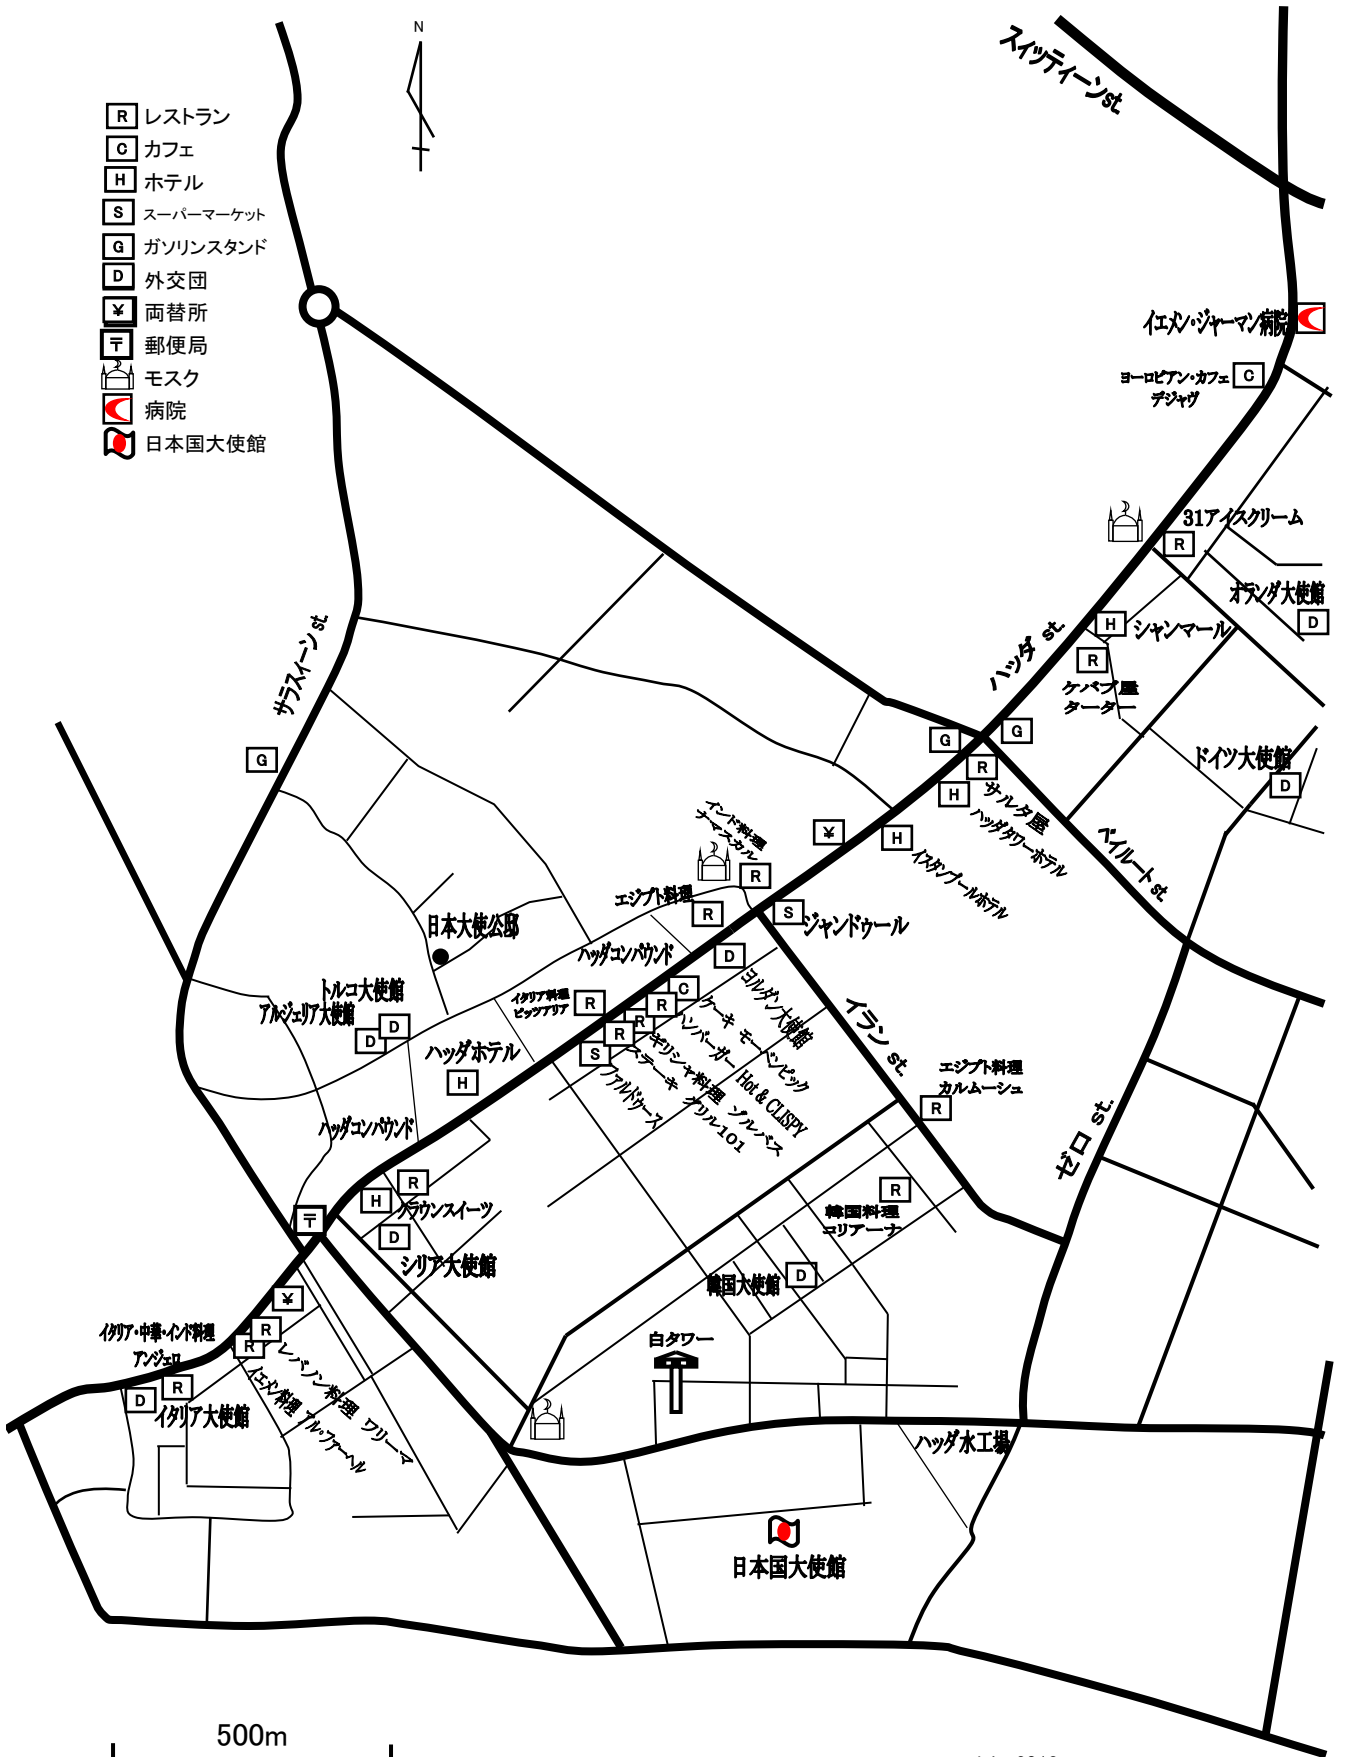 N
スィッティーンst.
R レストラン
C カフェ
H ホテル
S スーパーマーケット
G ガソリンスタンド
D 外交団
¥ 両替所
〒 郵便局
モスク
病院
日本国大使館
イエメン・ジャーマン病院
ヨーロピアン・カフェ
デジャヴ
C
31アイスクリーム
R
オランダ大使館
D
H
シャンマール
R
ケバブ屋
ターター
ハッダ st.
サラスィーン st.
G
G
G
R
サルタ屋
H
ハッダタワーホテル
ドイツ大使館
D
インド料理
ナマスカル
R
¥
H
イスタンブールホテル
ベイルート st.
エジプト料理
R
S
ジャンドゥール
日本大使公邸
ハッダコンパウンド
D
ヨルダン大使館
トルコ大使館
アルジェリア大使館
D
D
イタリア料理
ピッツアリア
R
C
ケーキ モーベンピック
R
ハンバーガー Hot & CLISPY
R
ギリシャ料理 ゾルバス
R
ステーキ グリル101
S
ファルドゥース
イラン st.
ハッダホテル
H
エジプト料理
カルムーシュ
R
ゼロ st.
ハッダコンパウンド
R
H
クラウンスイーツ
R
韓国料理
コリアーナ
〒
D
シリア大使館
韓国大使館
D
¥
イタリア・中華・インド料理
アンジェロ
R
R
レバノン料理 ワリーマ
イエメン料理 アル・ファーヘル
白タワー
R
D
イタリア大使館
ハッダ水工場
日本国大使館
500m